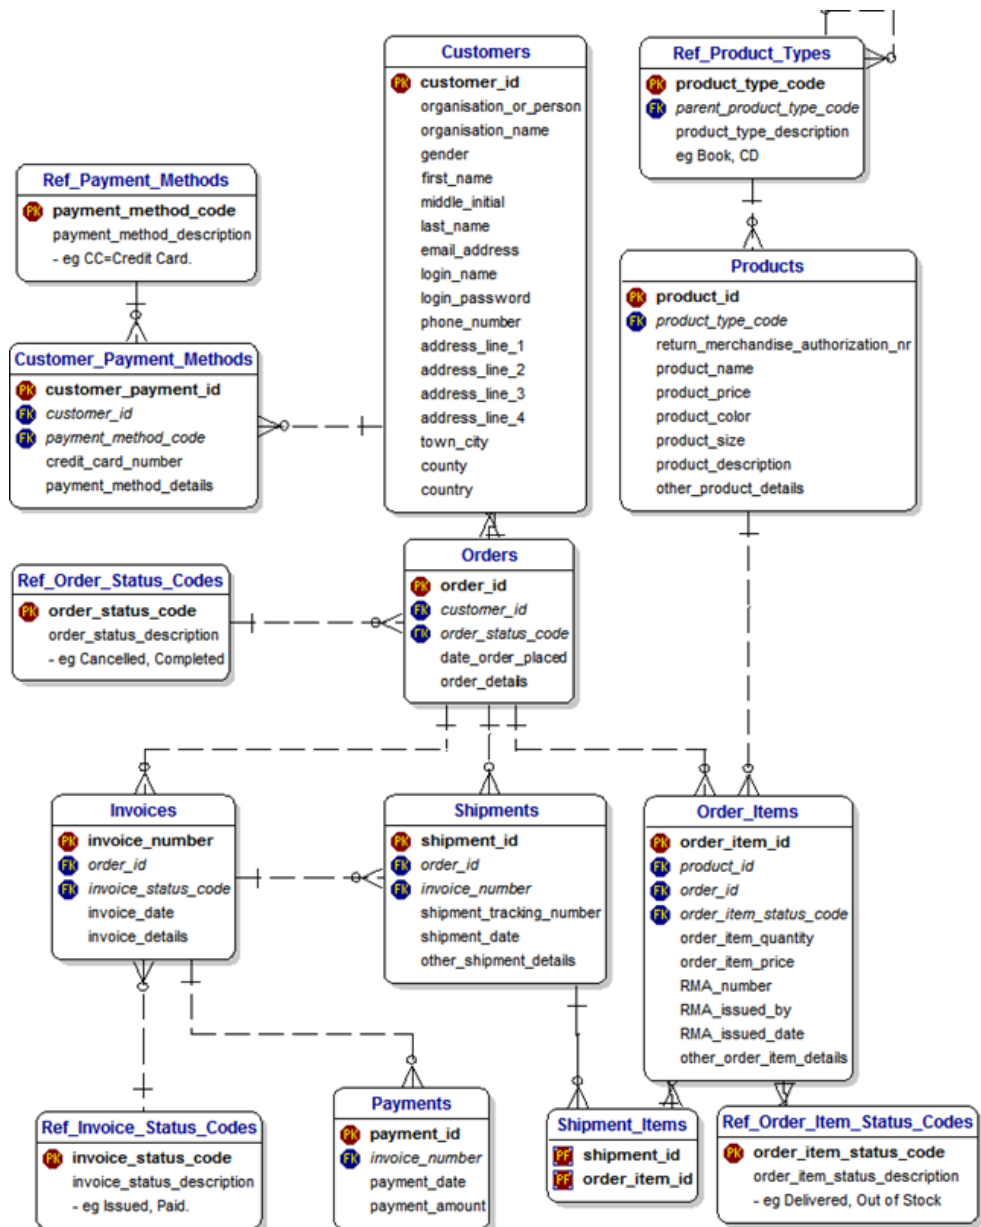 Customers
PK customer_id
organisation_or_person
organisation_name
gender
first_name
middle_initial
last_name
email_address
login_name
login_password
phone_number
address_line_1
address_line_2
address_line_3
address_line_4
town_city
county
country
Ref_Product_Types
PK product_type_code
FK parent_product_type_code
product_type_description
eg Book, CD
Ref_Payment_Methods
PK payment_method_code
payment_method_description
- eg CC=Credit Card.
Products
PK product_id
FK product_type_code
return_merchandise_authorization_nr
product_name
product_price
product_color
product_size
product_description
other_product_details
Customer_Payment_Methods
PK customer_payment_id
FK customer_id
FK payment_method_code
credit_card_number
payment_method_details
Orders
PK order_id
FK customer_id
FK order_status_code
date_order_placed
order_details
Ref_Order_Status_Codes
PK order_status_code
order_status_description
- eg Cancelled, Completed
Invoices
PK invoice_number
FK order_id
FK invoice_status_code
invoice_date
invoice_details
Shipments
PK shipment_id
FK order_id
FK invoice_number
shipment_tracking_number
shipment_date
other_shipment_details
Order_Items
PK order_item_id
FK product_id
FK order_id
FK order_item_status_code
order_item_quantity
order_item_price
RMA_number
RMA_issued_by
RMA_issued_date
other_order_item_details
Ref_Invoice_Status_Codes
PK invoice_status_code
invoice_status_description
- eg Issued, Paid.
Payments
PK payment_id
FK invoice_number
payment_date
payment_amount
Shipment_Items
PF shipment_id
PF order_item_id
Ref_Order_Item_Status_Codes
PK order_item_status_code
order_item_status_description
- eg Delivered, Out of Stock